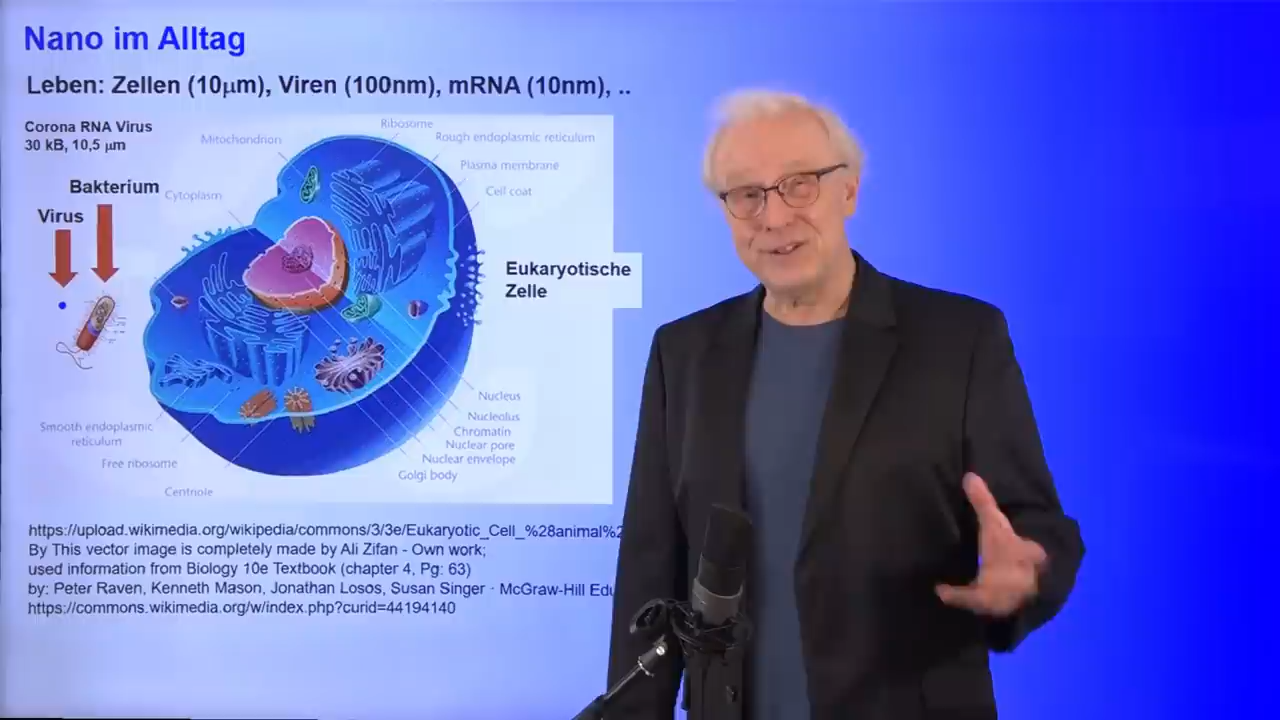 Nano im Alltag
Leben: Zellen (10µm), Viren (100nm), mRNA (10nm), ..
Corona RNA Virus
30 kB, 10,5 µm
Bakterium
Virus
Ribosome
Mitochondrion
Rough endoplasmic reticulum
Plasma membrane
Cytoplasm
Cell coat
Eukaryotische
Zelle
Nucleus
Nucleolus
Chromatin
Nuclear pore
Nuclear envelope
Golgi body
Smooth endoplasmic
reticulum
Free ribosome
Centriole
https://upload.wikimedia.org/wikipedia/commons/3/3e/Eukaryotic_Cell_%28animal%2
By This vector image is completely made by Ali Zifan - Own work;
used information from Biology 10e Textbook (chapter 4, Pg: 63)
by: Peter Raven, Kenneth Mason, Jonathan Losos, Susan Singer · McGraw-Hill Edu
https://commons.wikimedia.org/w/index.php?curid=44194140